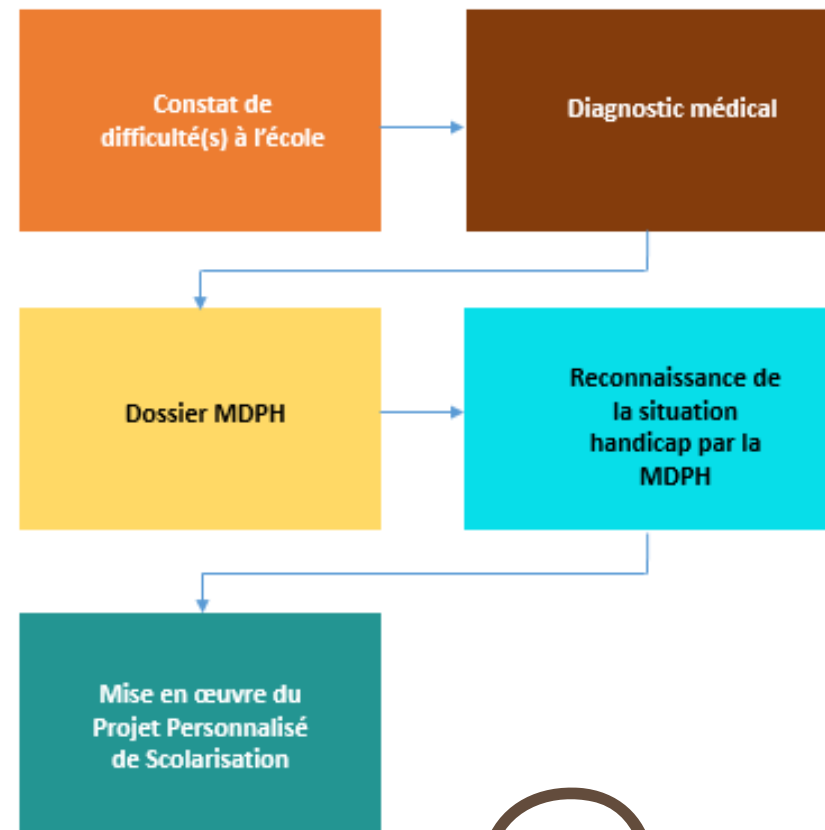 Constat de
difficulté(s) à l'école
Diagnostic médical
Dossier MDPH
Reconnaissance de
la situation
handicap par la
MDPH
Mise en œuvre du
Projet Personnalisé
de Scolarisation